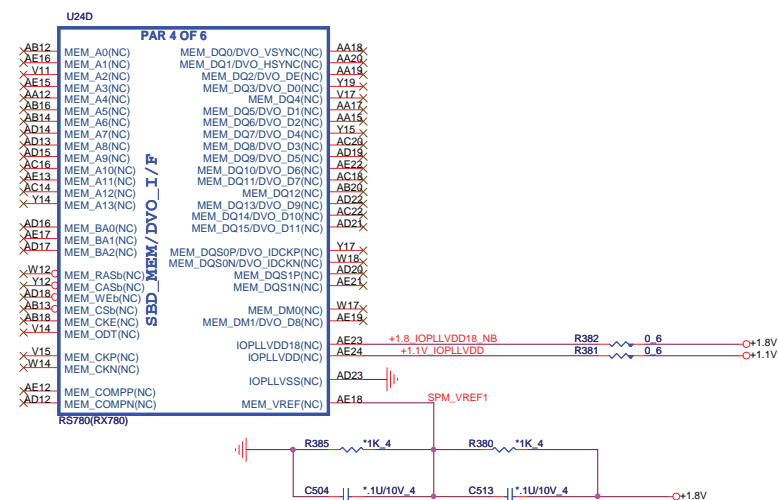 U24D
PAR 4 OF 6
AB12 MEM_A0(NC) MEM_DQ0/DVO_VSYNC(NC) AA18
AE16 MEM_A1(NC) MEM_DQ1/DVO_HSYNC(NC) AA20
V11 MEM_A2(NC) MEM_DQ2/DVO_DE(NC) AA19
AE15 MEM_A3(NC) MEM_DQ3/DVO_D0(NC) Y19
AA12 MEM_A4(NC) MEM_DQ4(NC) V17
AB16 MEM_A5(NC) MEM_DQ5/DVO_D1(NC) AA17
AB14 MEM_A6(NC) MEM_DQ6/DVO_D2(NC) AA15
AD14 MEM_A7(NC) MEM_DQ7/DVO_D4(NC) Y15
AD13 MEM_A8(NC) MEM_DQ8/DVO_D3(NC) AC20
AD15 MEM_A9(NC) MEM_DQ9/DVO_D5(NC) AD19
AC16 MEM_A10(NC) MEM_DQ10/DVO_D6(NC) AE22
AE13 MEM_A11(NC) MEM_DQ11/DVO_D7(NC) AC18
AC14 MEM_A12(NC) MEM_DQ12(NC) AB20
Y14 MEM_A13(NC) MEM_DQ13/DVO_D9(NC) AD22
MEM_DQ14/DVO_D10(NC) AC22
AD16 MEM_BA0(NC) MEM_DQ15/DVO_D11(NC) AD21
AE17 MEM_BA1(NC)
AD17 MEM_BA2(NC) MEM_DQS0P/DVO_IDCKP(NC) Y17
MEM_DQS0N/DVO_IDCKN(NC) W18
W12 MEM_RASb(NC) MEM_DQS1P(NC) AD20
Y12 MEM_CASb(NC) MEM_DQS1N(NC) AE21
AD18 MEM_WEb(NC)
AB13 MEM_CSb(NC) MEM_DM0(NC) W17
AB18 MEM_CKE(NC) MEM_DM1/DVO_D8(NC) AE19
V14 MEM_ODT(NC)
SBD_MEM/DVO_I/F
IOPLLVDD18(NC) AE23 +1.8_IOPLLVDD18_NB R382 0_6 +1.8V
V15 MEM_CKP(NC) IOPLLVDD(NC) AE24 +1.1V_IOPLLVDD R381 0_6 +1.1V
W14 MEM_CKN(NC)
IOPLLVSS(NC) AD23
AE12 MEM_COMPP(NC)
AD12 MEM_COMPN(NC) MEM_VREF(NC) AE18 SPM_VREF1
RS780(RX780)
R385 *1K_4 R380 *1K_4
C504 *.1U/10V_4 C513 *.1U/10V_4 +1.8V